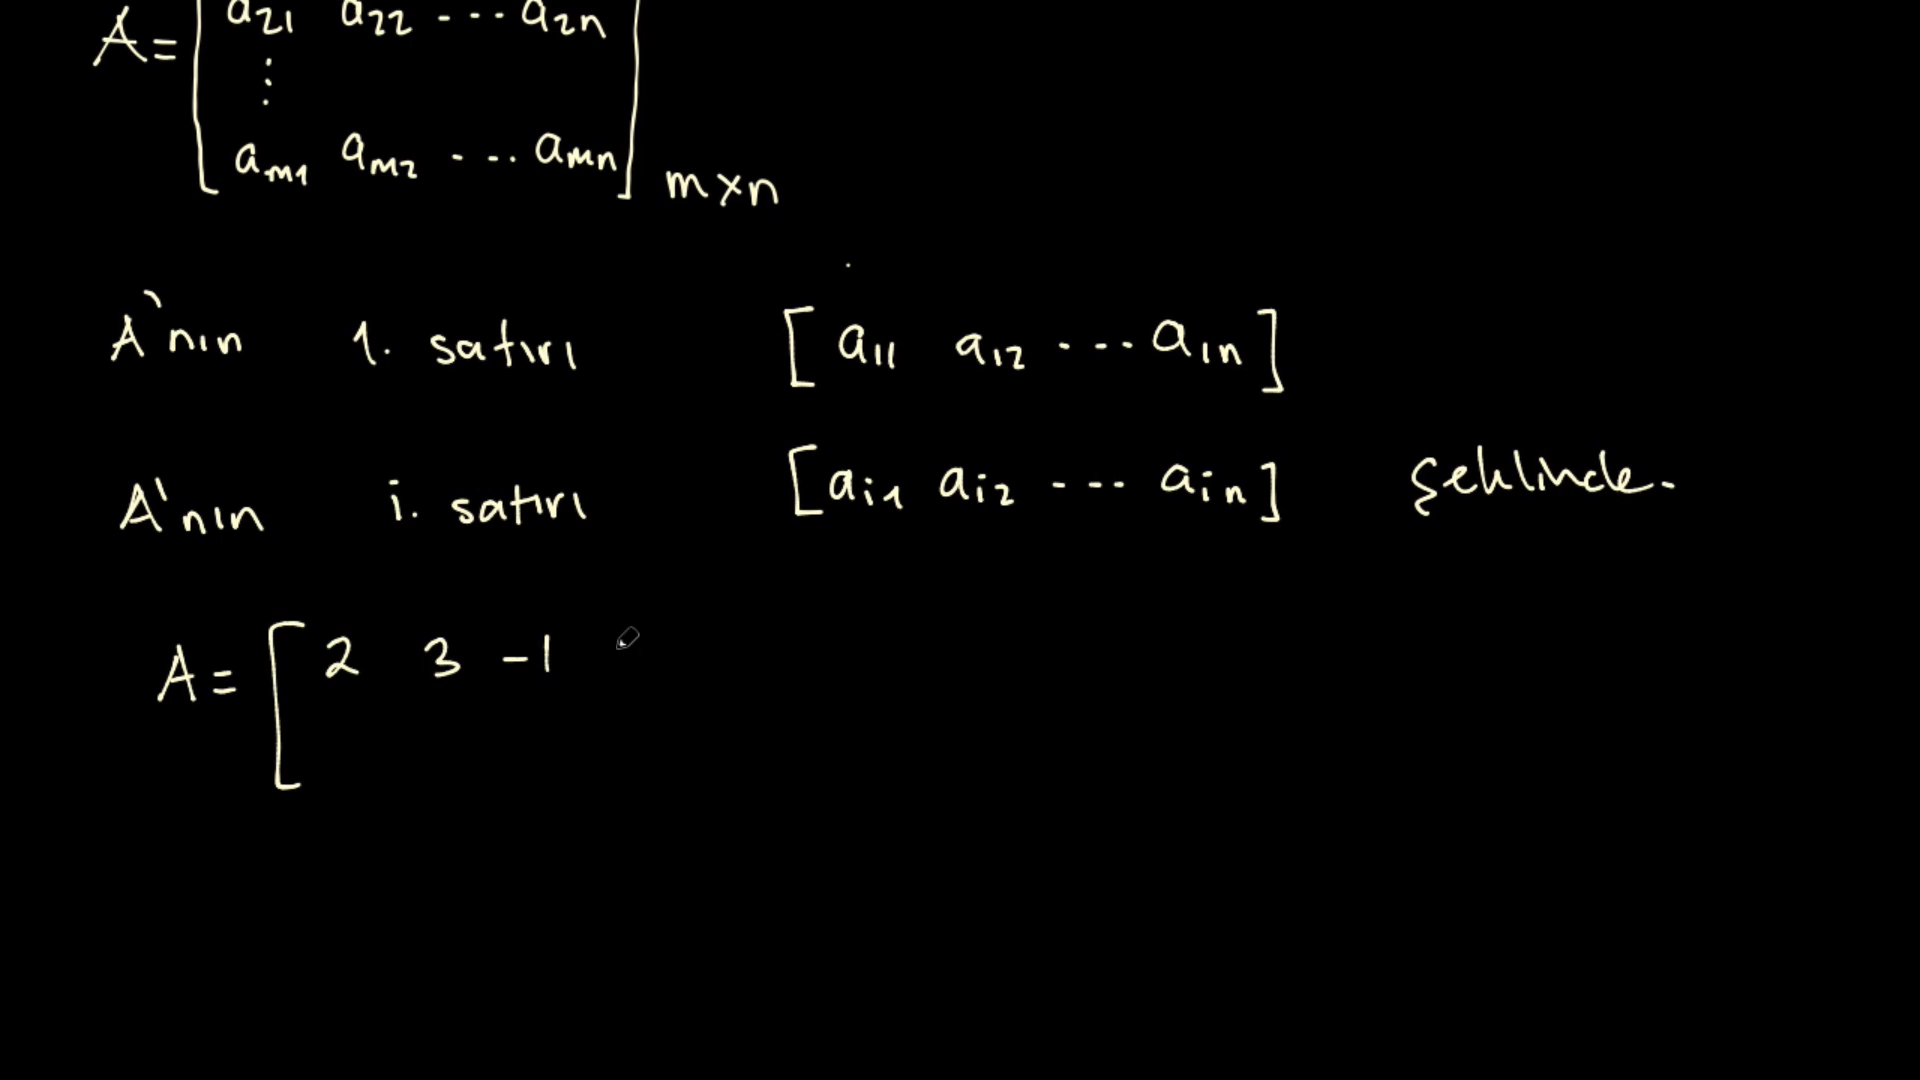 A = [ a21 a22 --- a2n
⋮
am1 am2 --- amn ] mxn
A'nın 1. satırı [ a11 a12 --- a1n ]
A'nın i. satırı [ ai1 ai2 --- ain ] şeklinde.
A = [ 2 3 -1